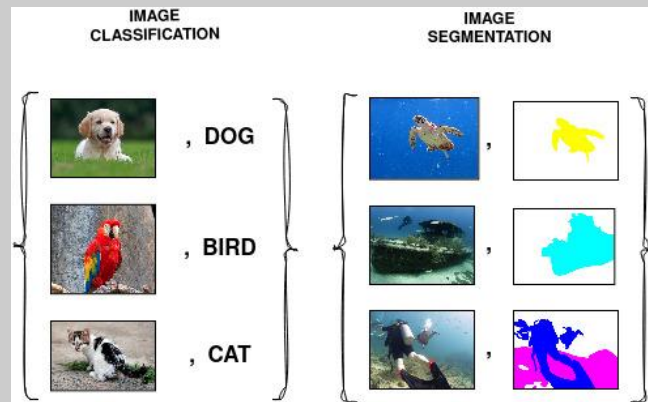 IMAGE
CLASSIFICATION
IMAGE
SEGMENTATION
, DOG
,
, BIRD
,
, CAT
,